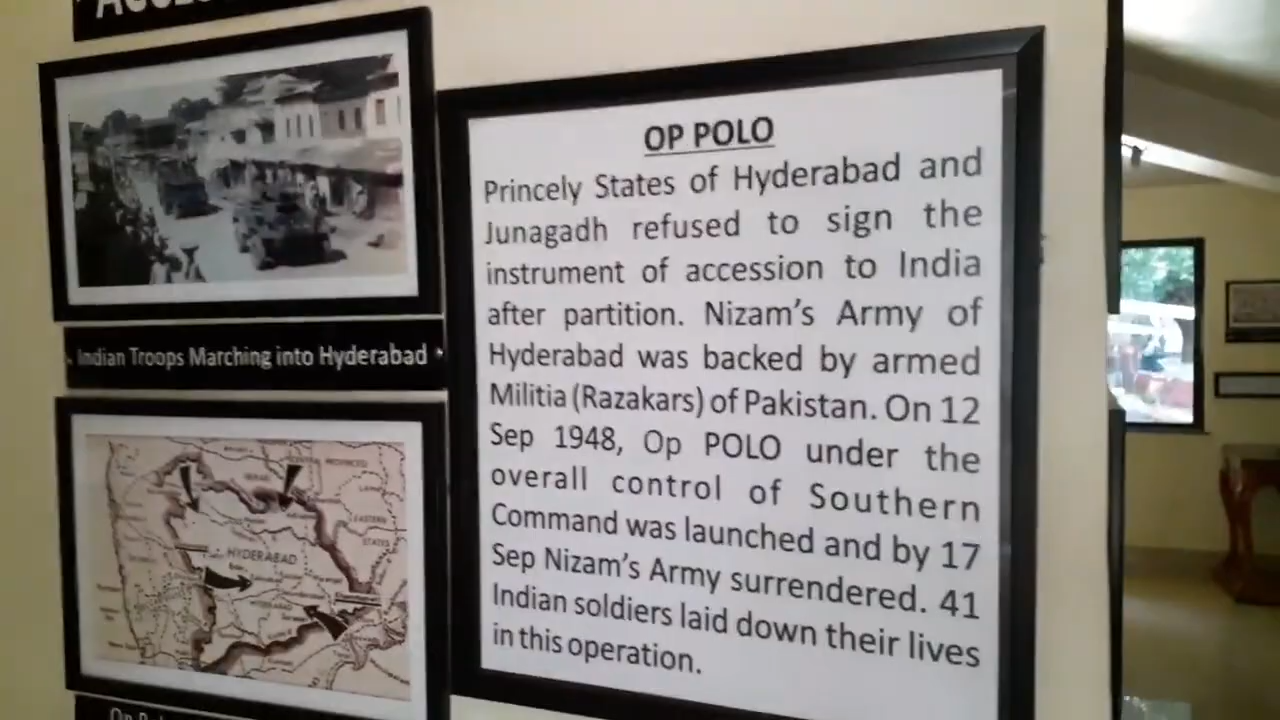 OP POLO
Princely States of Hyderabad and
Junagadh refused to sign the
instrument of accession to India
after partition. Nizam's Army of
Hyderabad was backed by armed
Militia (Razakars) of Pakistan. On 12
Sep 1948, Op POLO under the
overall control of Southern
Command was launched and by 17
Sep Nizam's Army surrendered. 41
Indian soldiers laid down their lives
in this operation.
Indian Troops Marching into Hyderabad
HYDERABAD
EASTERN
STATES